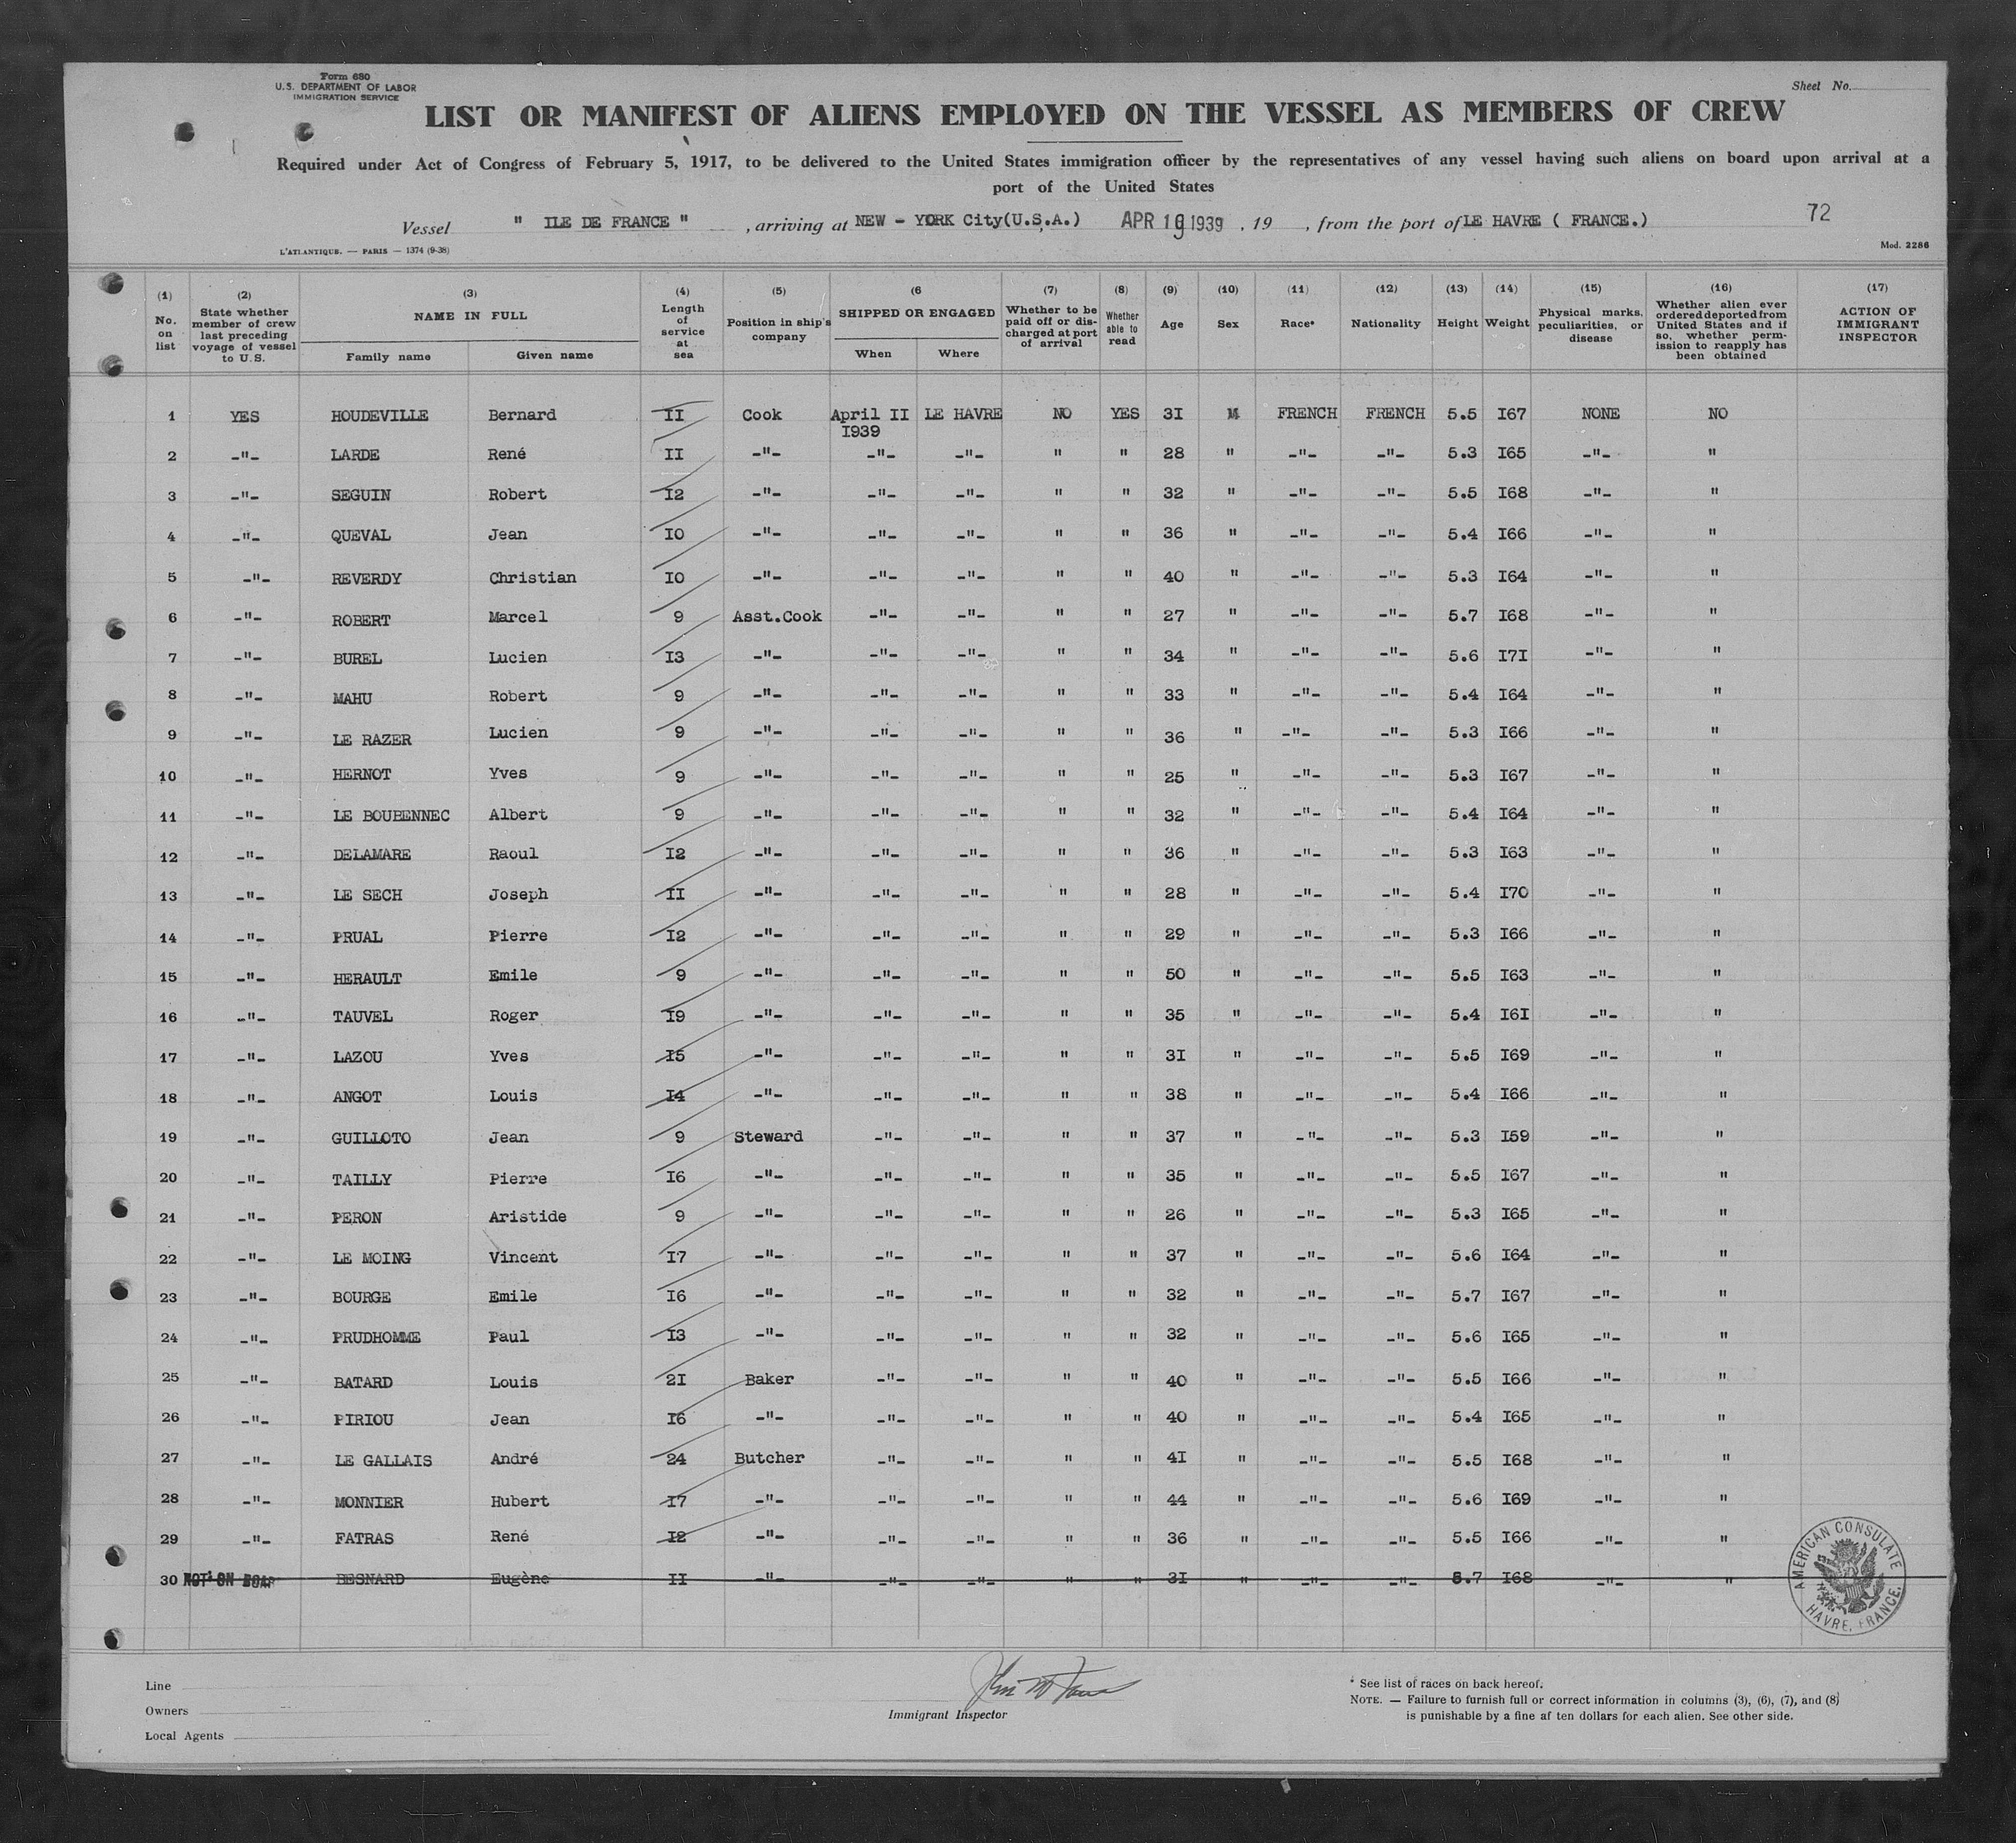 Form 680
U.S. DEPARTMENT OF LABOR
IMMIGRATION SERVICE
Sheet No.
LIST OR MANIFEST OF ALIENS EMPLOYED ON THE VESSEL AS MEMBERS OF CREW
Required under Act of Congress of February 5, 1917, to be delivered to the United States immigration officer by the representatives of any vessel having such aliens on board upon arrival at a
port of the United States
Vessel " ILE DE FRANCE " , arriving at NEW - YORK City(U.S.A.) APR 1939 , 19 , from the port of LE HAVRE ( FRANCE.) 72
L'ATLANTIQUE. — PARIS — 1374 (9-38) Mod. 2286
(1) No. on list (2) State whether member of crew last preceding voyage of vessel to U.S. (3) NAME IN FULL Family name Given name (4) Length of service at sea (5) Position in ship's company (6 SHIPPED OR ENGAGED When Where (7) Whether to be paid off or discharged at port of arrival (8) Whether able to read (9) Age (10) Sex (11) Race* (12) Nationality (13) Height (14) Weight (15) Physical marks, peculiarities, or disease (16) Whether alien ever ordered deported from United States and if so, whether permission to reapply has been obtained (17) ACTION OF IMMIGRANT INSPECTOR
1 YES HOUDEVILLE Bernard II Cook April II I939 LE HAVRE NO YES 3I M FRENCH FRENCH 5.5 I67 NONE NO
2 -"- LARDE René II -"- -"- -"- " " 28 " -"- -"- 5.3 I65 -"- "
3 -"- SEGUIN Robert I2 -"- -"- -"- " " 32 " -"- -"- 5.5 I68 -"- "
4 -"- QUEVAL Jean IO -"- -"- -"- " " 36 " -"- -"- 5.4 I66 -"- "
5 -"- REVERDY Christian IO -"- -"- -"- " " 40 " -"- -"- 5.3 I64 -"- "
6 -"- ROBERT Marcel 9 Asst.Cook -"- -"- " " 27 " -"- -"- 5.7 I68 -"- "
7 -"- BUREL Lucien I3 -"- -"- -"- " " 34 " -"- -"- 5.6 I7I -"- "
8 -"- MAHU Robert 9 -"- -"- -"- " " 33 " -"- -"- 5.4 I64 -"- "
9 -"- LE RAZER Lucien 9 -"- -"- -"- " " 36 " -"- -"- 5.3 I66 -"- "
10 -"- HERNOT Yves 9 -"- -"- -"- " " 25 " -"- -"- 5.3 I67 -"- "
11 -"- LE BOUBENNEC Albert 9 -"- -"- -"- " " 32 " -"- -"- 5.4 I64 -"- "
12 -"- DELAMARE Raoul I2 -"- -"- -"- " " 36 " -"- -"- 5.3 I63 -"- "
13 -"- LE SECH Joseph II -"- -"- -"- " " 28 " -"- -"- 5.4 I70 -"- "
14 -"- PRUAL Pierre I2 -"- -"- -"- " " 29 " -"- -"- 5.3 I66 -"- "
15 -"- HERAULT Emile 9 -"- -"- -"- " " 50 " -"- -"- 5.5 I63 -"- "
16 -"- TAUVEL Roger I9 -"- -"- -"- " " 35 " -"- -"- 5.4 I6I -"- "
17 -"- LAZOU Yves I5 -"- -"- -"- " " 3I " -"- -"- 5.5 I69 -"- "
18 -"- ANGOT Louis I4 -"- -"- -"- " " 38 " -"- -"- 5.4 I66 -"- "
19 -"- GUILLOTO Jean 9 Steward -"- -"- " " 37 " -"- -"- 5.3 I59 -"- "
20 -"- TAILLY Pierre I6 -"- -"- -"- " " 35 " -"- -"- 5.5 I67 -"- "
21 -"- PERON Aristide 9 -"- -"- -"- " " 26 " -"- -"- 5.3 I65 -"- "
22 -"- LE MOING Vincent I7 -"- -"- -"- " " 37 " -"- -"- 5.6 I64 -"- "
23 -"- BOURGE Emile I6 -"- -"- -"- " " 32 " -"- -"- 5.7 I67 -"- "
24 -"- PRUDHOMME Paul I3 -"- -"- -"- " " 32 " -"- -"- 5.6 I65 -"- "
25 -"- BATARD Louis 2I Baker -"- -"- " " 40 " -"- -"- 5.5 I66 -"- "
26 -"- PIRIOU Jean I6 -"- -"- -"- " " 40 " -"- -"- 5.4 I65 -"- "
27 -"- LE GALLAIS André 24 Butcher -"- -"- " " 4I " -"- -"- 5.5 I68 -"- "
28 -"- MONNIER Hubert I7 -"- -"- -"- " " 44 " -"- -"- 5.6 I69 -"- "
29 -"- FATRAS René I2 -"- -"- -"- " " 36 " -"- -"- 5.5 I66 -"- "
30 NOT ON BOARD BESNARD Eugène II -"- -"- -"- " " 3I " -"- -"- 5.7 I68 -"- "
AMERICAN CONSULATE
HAVRE, FRANCE.
Line
Owners
Local Agents
Immigrant Inspector
* See list of races on back hereof.
NOTE. — Failure to furnish full or correct information in columns (3), (6), (7), and (8)
is punishable by a fine af ten dollars for each alien. See other side.